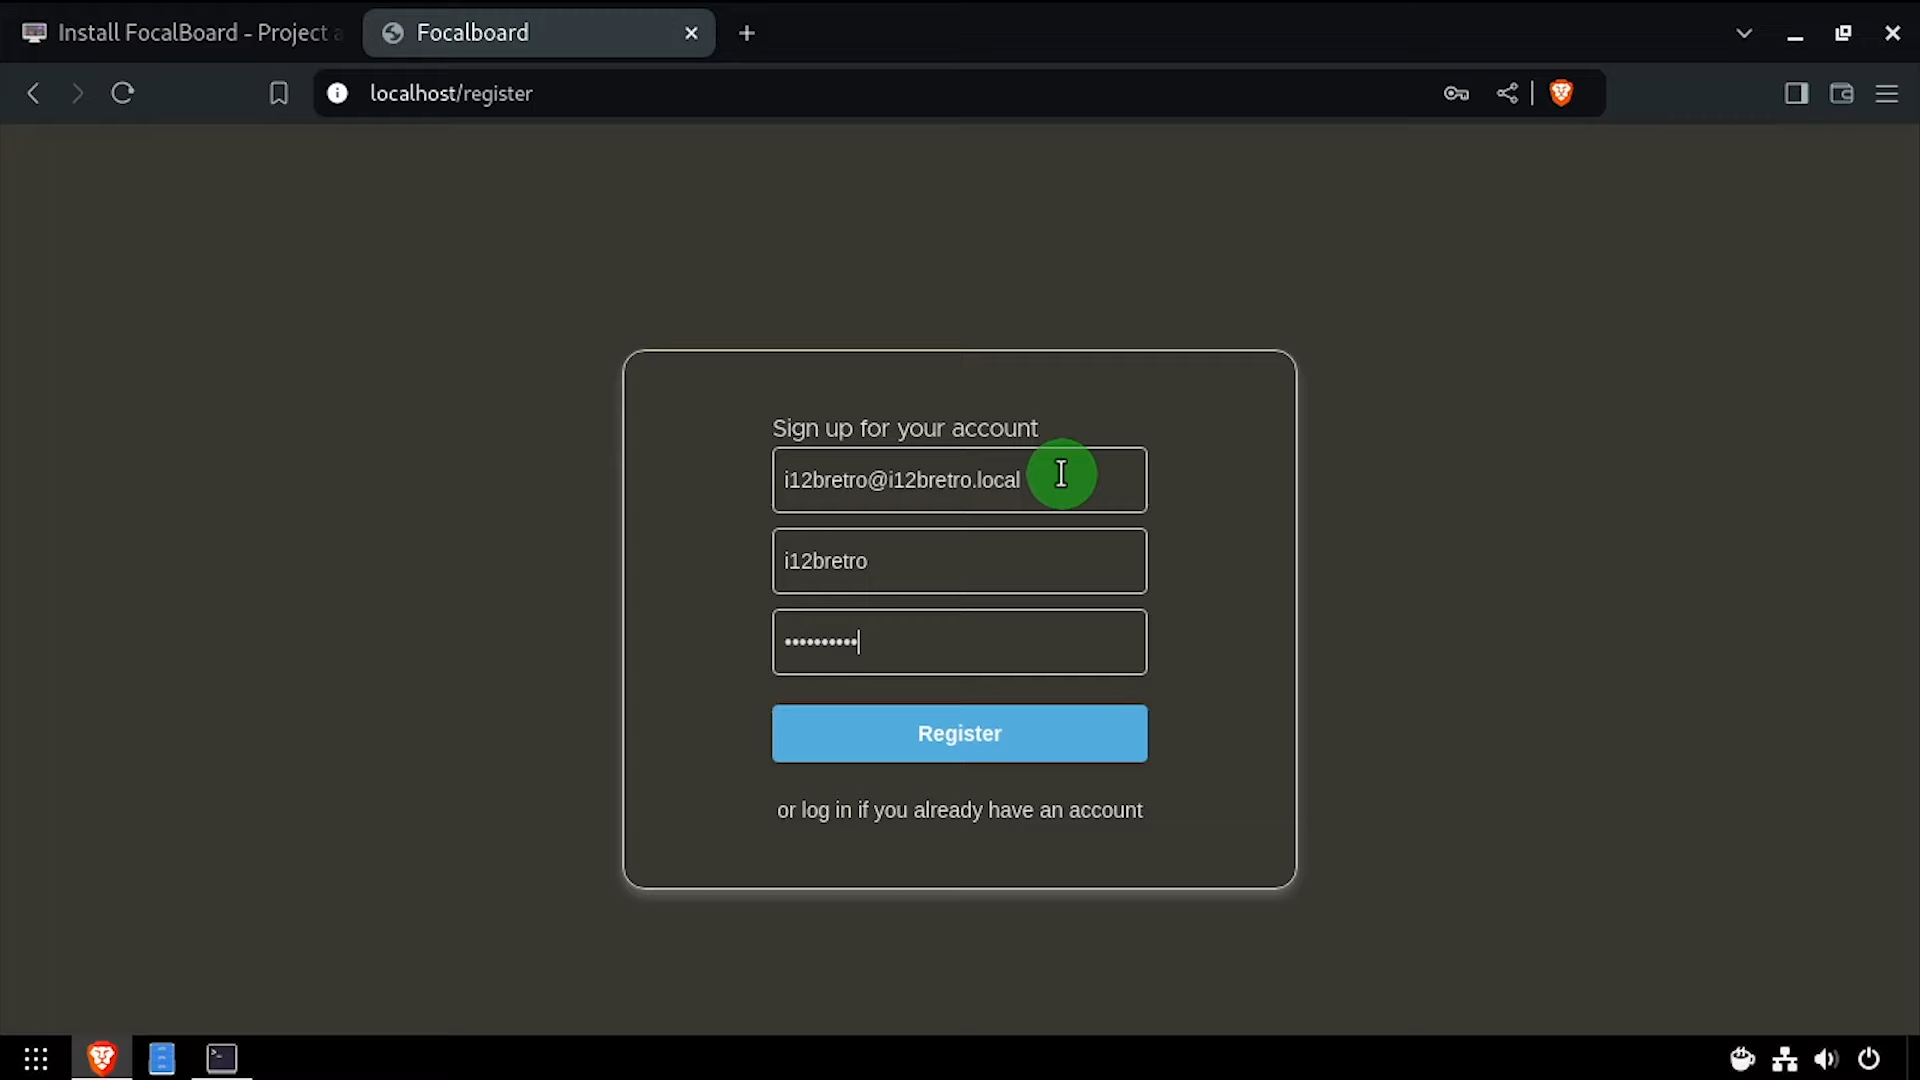 Install FocalBoard - Project a
Focalboard
localhost/register
Sign up for your account
i12bretro@i12bretro.local
i12bretro
••••••••••
Register
or log in if you already have an account